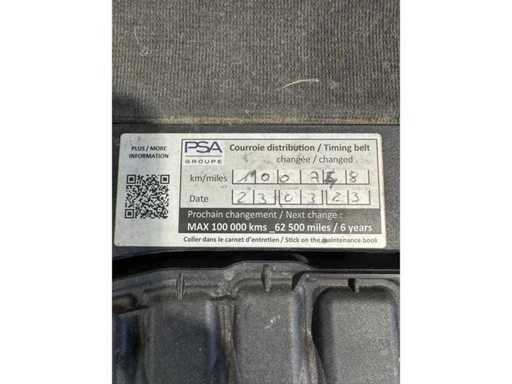 PLUS / MORE
INFORMATION
PSA
GROUPE
Courroie distribution / Timing belt
changée / changed
km/miles
Date 23 03 23
Prochain changement / Next change :
MAX 100 000 kms _62 500 miles / 6 years
Coller dans le carnet d'entretien / Stick on the maintenance book